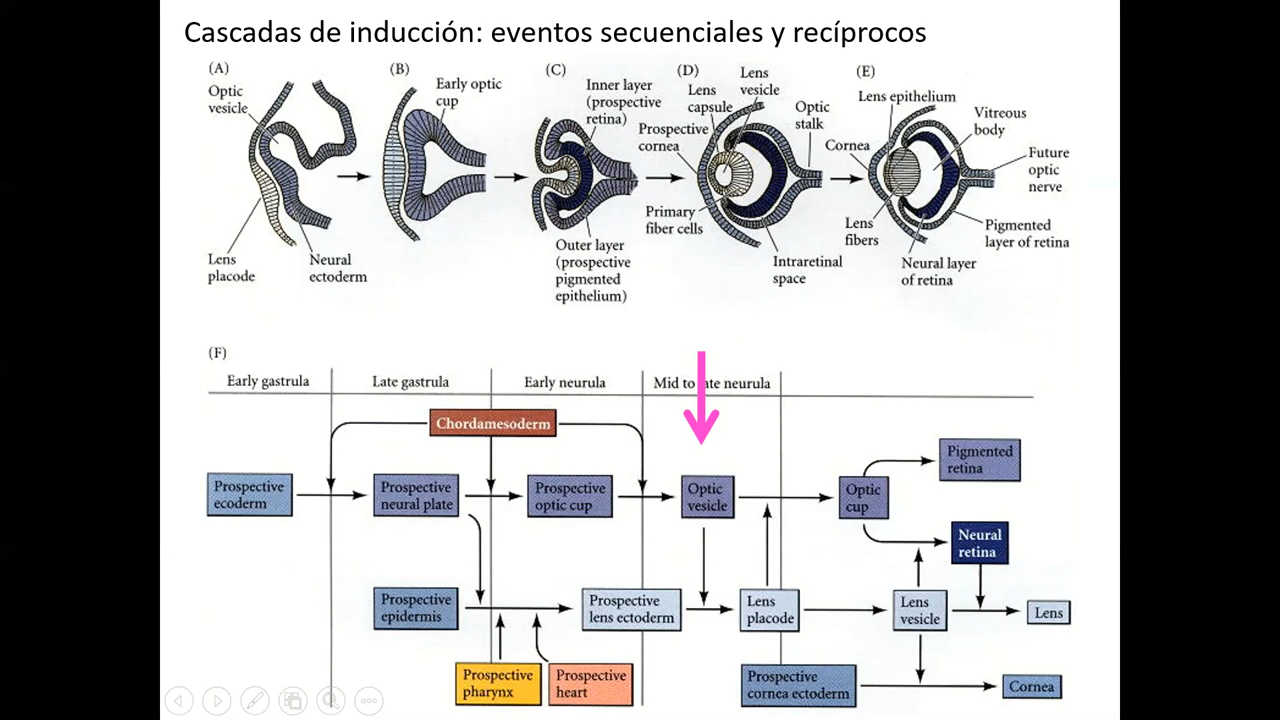 Cascadas de inducción: eventos secuenciales y recíprocos
(A)
Optic
vesicle
Lens
placode
Neural
ectoderm
(B)
Early optic
cup
(C)
Inner layer
(prospective
retina)
Outer layer
(prospective
pigmented
epithelium)
(D)
Lens
vesicle
Lens
capsule
Prospective
cornea
Optic
stalk
Primary
fiber cells
Intraretinal
space
(E)
Lens epithelium
Vitreous
body
Cornea
Future
optic
nerve
Lens
fibers
Pigmented
layer of retina
Neural layer
of retina
(F)
Early gastrula
Late gastrula
Early neurula
Mid to late neurula
Chordamesoderm
Prospective
ecoderm
Prospective
neural plate
Prospective
optic cup
Optic
vesicle
Optic
cup
Pigmented
retina
Neural
retina
Prospective
epidermis
Prospective
lens ectoderm
Lens
placode
Lens
vesicle
Lens
Prospective
pharynx
Prospective
heart
Prospective
cornea ectoderm
Cornea